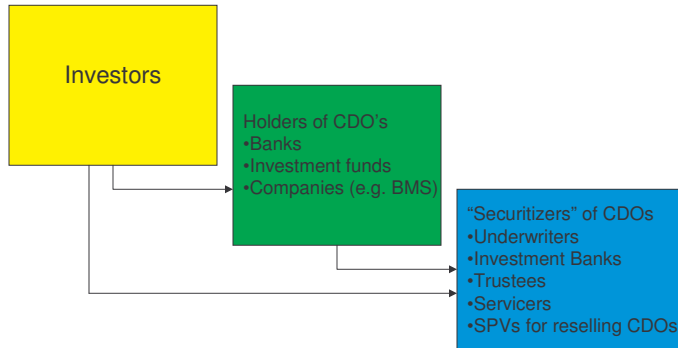 Investors
Holders of CDO’s
•Banks
•Investment funds
•Companies (e.g. BMS)
“Securitizers” of CDOs
•Underwriters
•Investment Banks
•Trustees
•Servicers
•SPVs for reselling CDOs